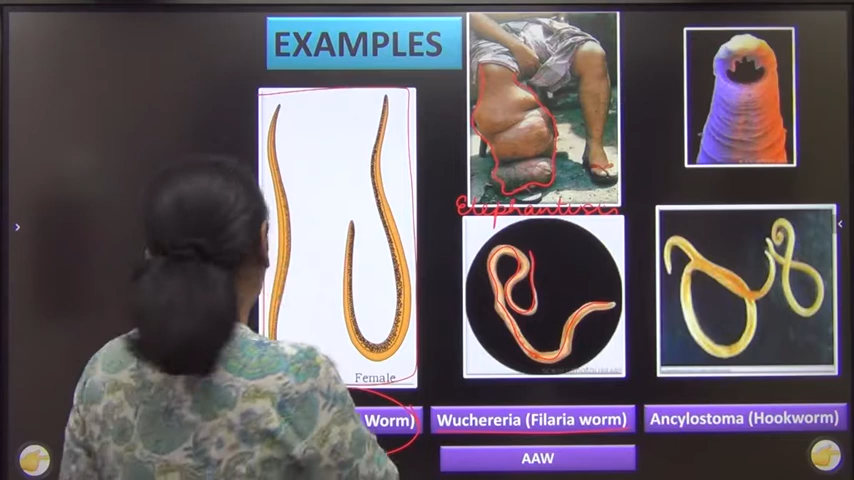 EXAMPLES
Elephantiasis
Female
Worm)
Wuchereria (Filaria worm)
Ancylostoma (Hookworm)
AAW